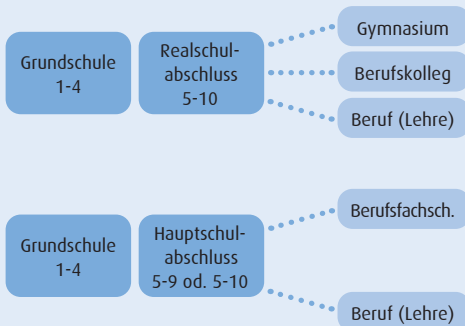 Grundschule
1-4
Realschul-
abschluss
5-10
Gymnasium
Berufskolleg
Beruf (Lehre)
Grundschule
1-4
Hauptschul-
abschluss
5-9 od. 5-10
Berufsfachsch.
Beruf (Lehre)